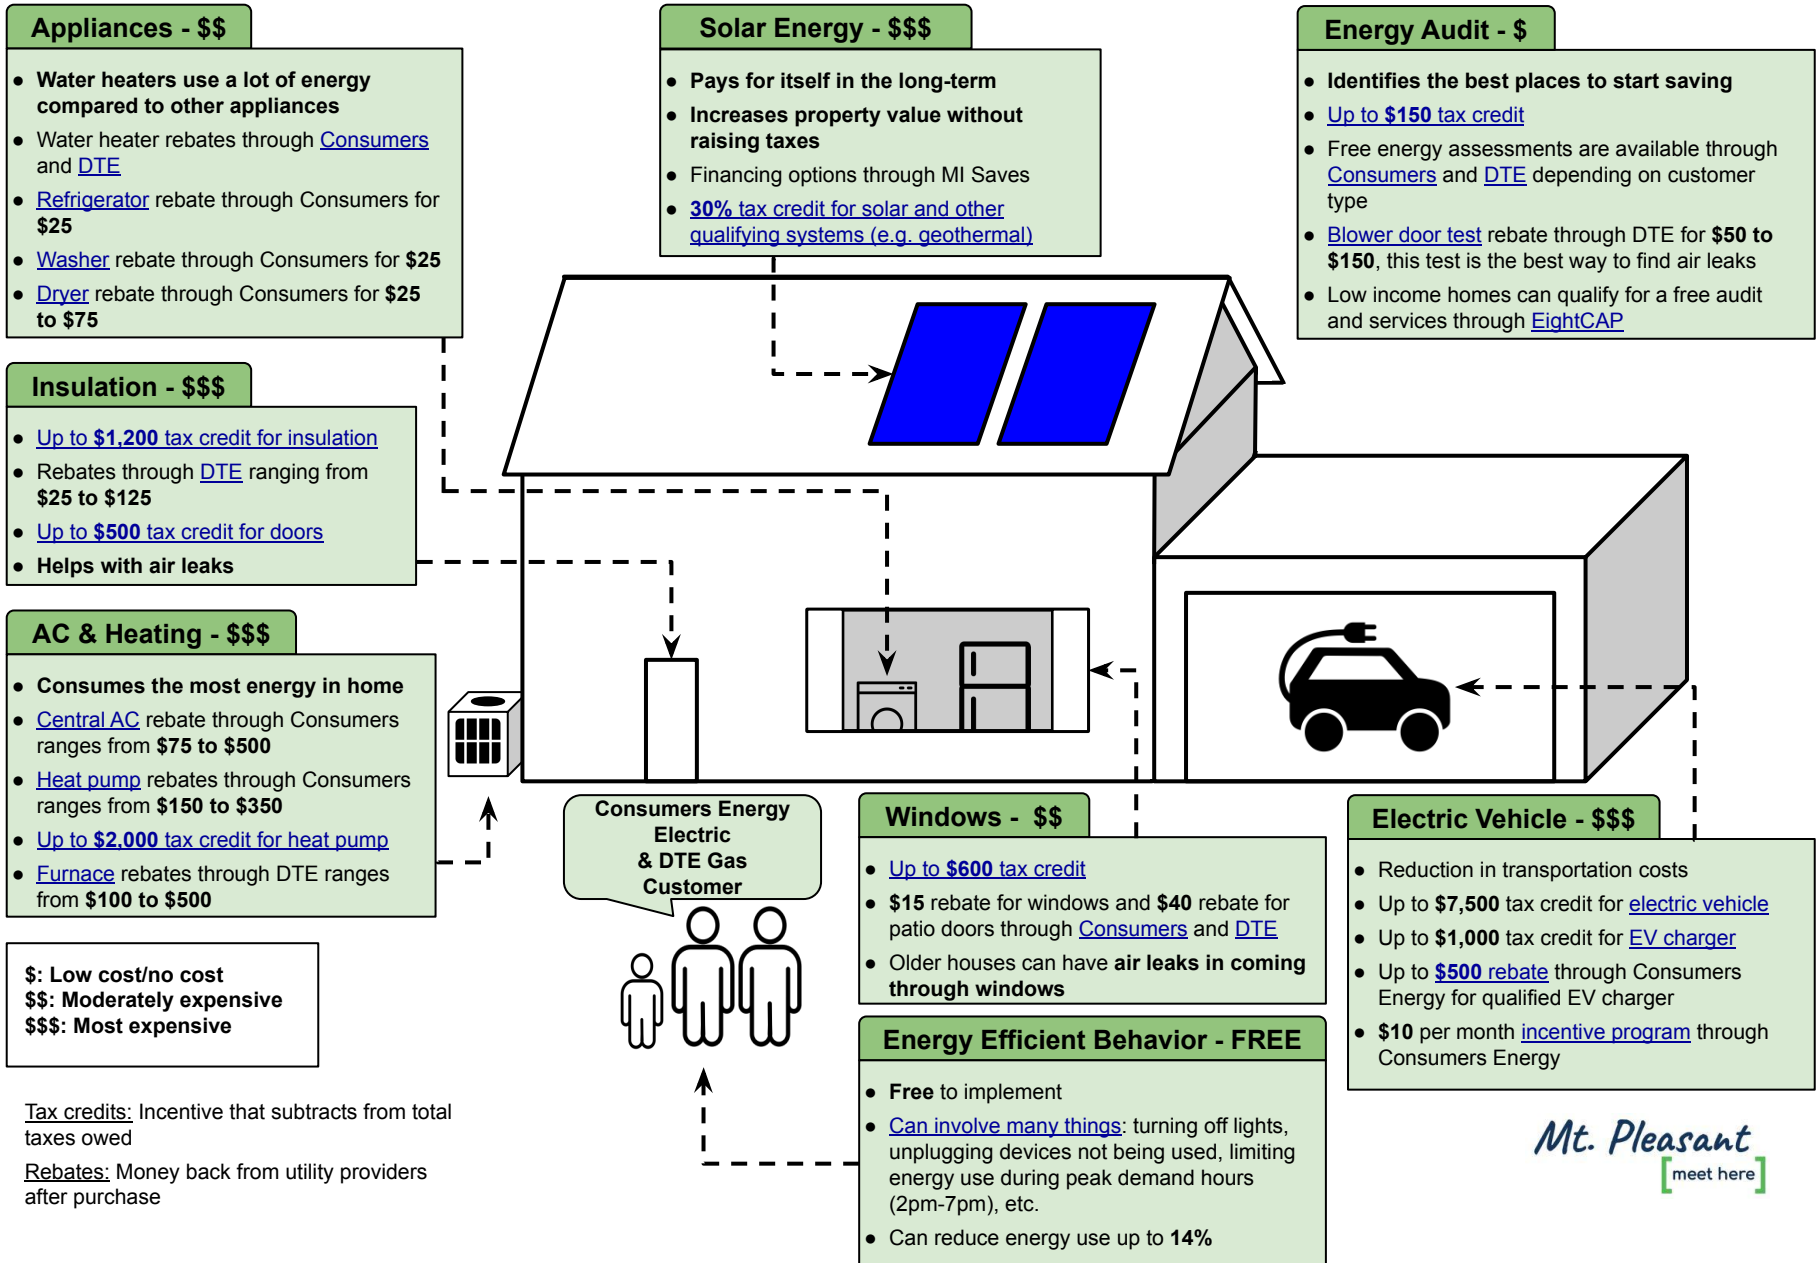 Appliances - $$
● Water heaters use a lot of energy
compared to other appliances
● Water heater rebates through Consumers
and DTE
● Refrigerator rebate through Consumers for
$25
● Washer rebate through Consumers for $25
● Dryer rebate through Consumers for $25
to $75
Solar Energy - $$$
● Pays for itself in the long-term
● Increases property value without
raising taxes
● Financing options through MI Saves
● 30% tax credit for solar and other
qualifying systems (e.g. geothermal)
Energy Audit - $
● Identifies the best places to start saving
● Up to $150 tax credit
● Free energy assessments are available through
Consumers and DTE depending on customer
type
● Blower door test rebate through DTE for $50 to
$150, this test is the best way to find air leaks
● Low income homes can qualify for a free audit
and services through EightCAP
Insulation - $$$
● Up to $1,200 tax credit for insulation
● Rebates through DTE ranging from
$25 to $125
● Up to $500 tax credit for doors
● Helps with air leaks
AC & Heating - $$$
● Consumes the most energy in home
● Central AC rebate through Consumers
ranges from $75 to $500
● Heat pump rebates through Consumers
ranges from $150 to $350
● Up to $2,000 tax credit for heat pump
● Furnace rebates through DTE ranges
from $100 to $500
Consumers Energy
Electric
& DTE Gas
Customer
Windows - $$
● Up to $600 tax credit
● $15 rebate for windows and $40 rebate for
patio doors through Consumers and DTE
● Older houses can have air leaks in coming
through windows
Electric Vehicle - $$$
● Reduction in transportation costs
● Up to $7,500 tax credit for electric vehicle
● Up to $1,000 tax credit for EV charger
● Up to $500 rebate through Consumers
Energy for qualified EV charger
● $10 per month incentive program through
Consumers Energy
$: Low cost/no cost
$$: Moderately expensive
$$$: Most expensive
Tax credits: Incentive that subtracts from total
taxes owed
Rebates: Money back from utility providers
after purchase
Energy Efficient Behavior - FREE
● Free to implement
● Can involve many things: turning off lights,
unplugging devices not being used, limiting
energy use during peak demand hours
(2pm-7pm), etc.
● Can reduce energy use up to 14%
Mt. Pleasant
[meet here]